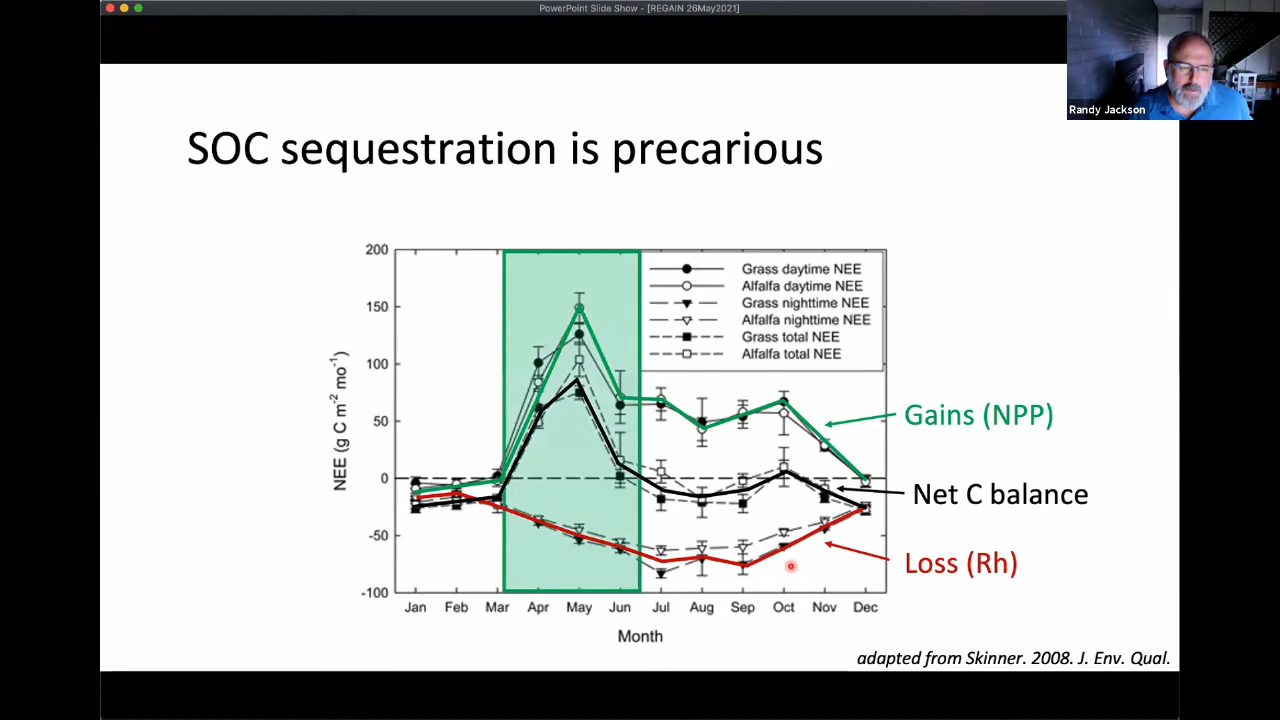 PowerPoint Slide Show - [REGAIN 26May2021]
Randy Jackson
SOC sequestration is precarious
200
150
100
50
0
-50
-100
NEE (g C m-2 mo-1)
Grass daytime NEE
Alfalfa daytime NEE
Grass nighttime NEE
Alfalfa nighttime NEE
Grass total NEE
Alfalfa total NEE
Gains (NPP)
Net C balance
Loss (Rh)
Jan Feb Mar Apr May Jun Jul Aug Sep Oct Nov Dec
Month
adapted from Skinner. 2008. J. Env. Qual.